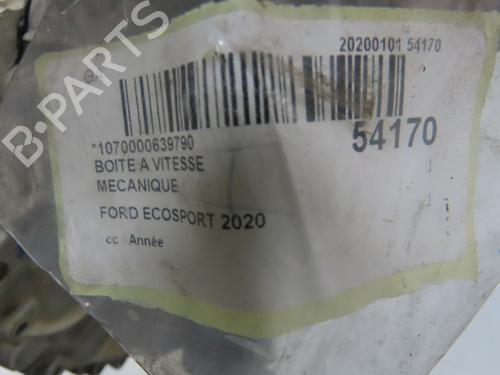 20200101 54170
*1070000639790
54170
BOITE A VITESSE
MECANIQUE
FORD ECOSPORT 2020
cc / Année
B-PARTS